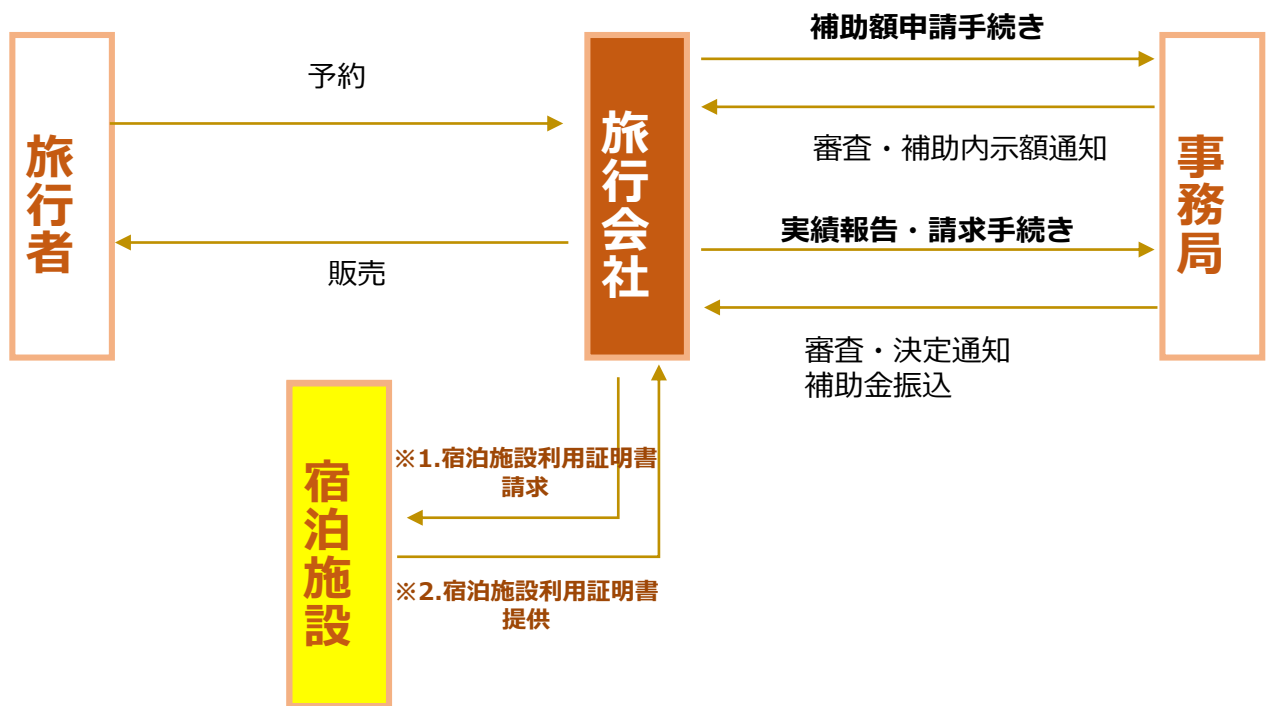 補助額申請手続き
予約
旅行者
旅行会社
事務局
審査・補助内示額通知
実績報告・請求手続き
販売
審査・決定通知
補助金振込
宿泊施設
※1.宿泊施設利用証明書
請求
※2.宿泊施設利用証明書
提供